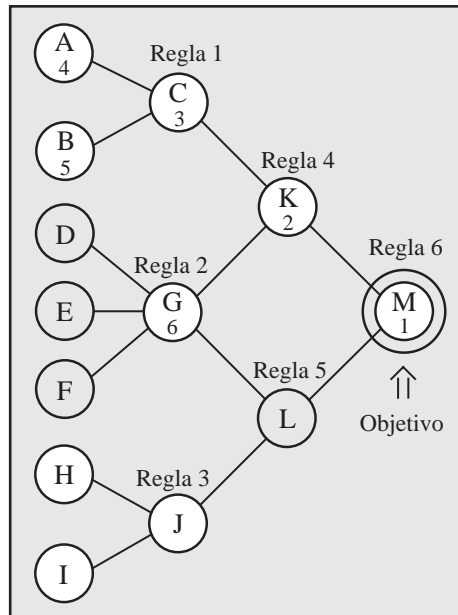 A
4
Regla 1
C
3
B
5
Regla 4
K
2
D
Regla 2
Regla 6
E
G
6
M
1
F
Regla 5
L
Objetivo
H
Regla 3
J
I